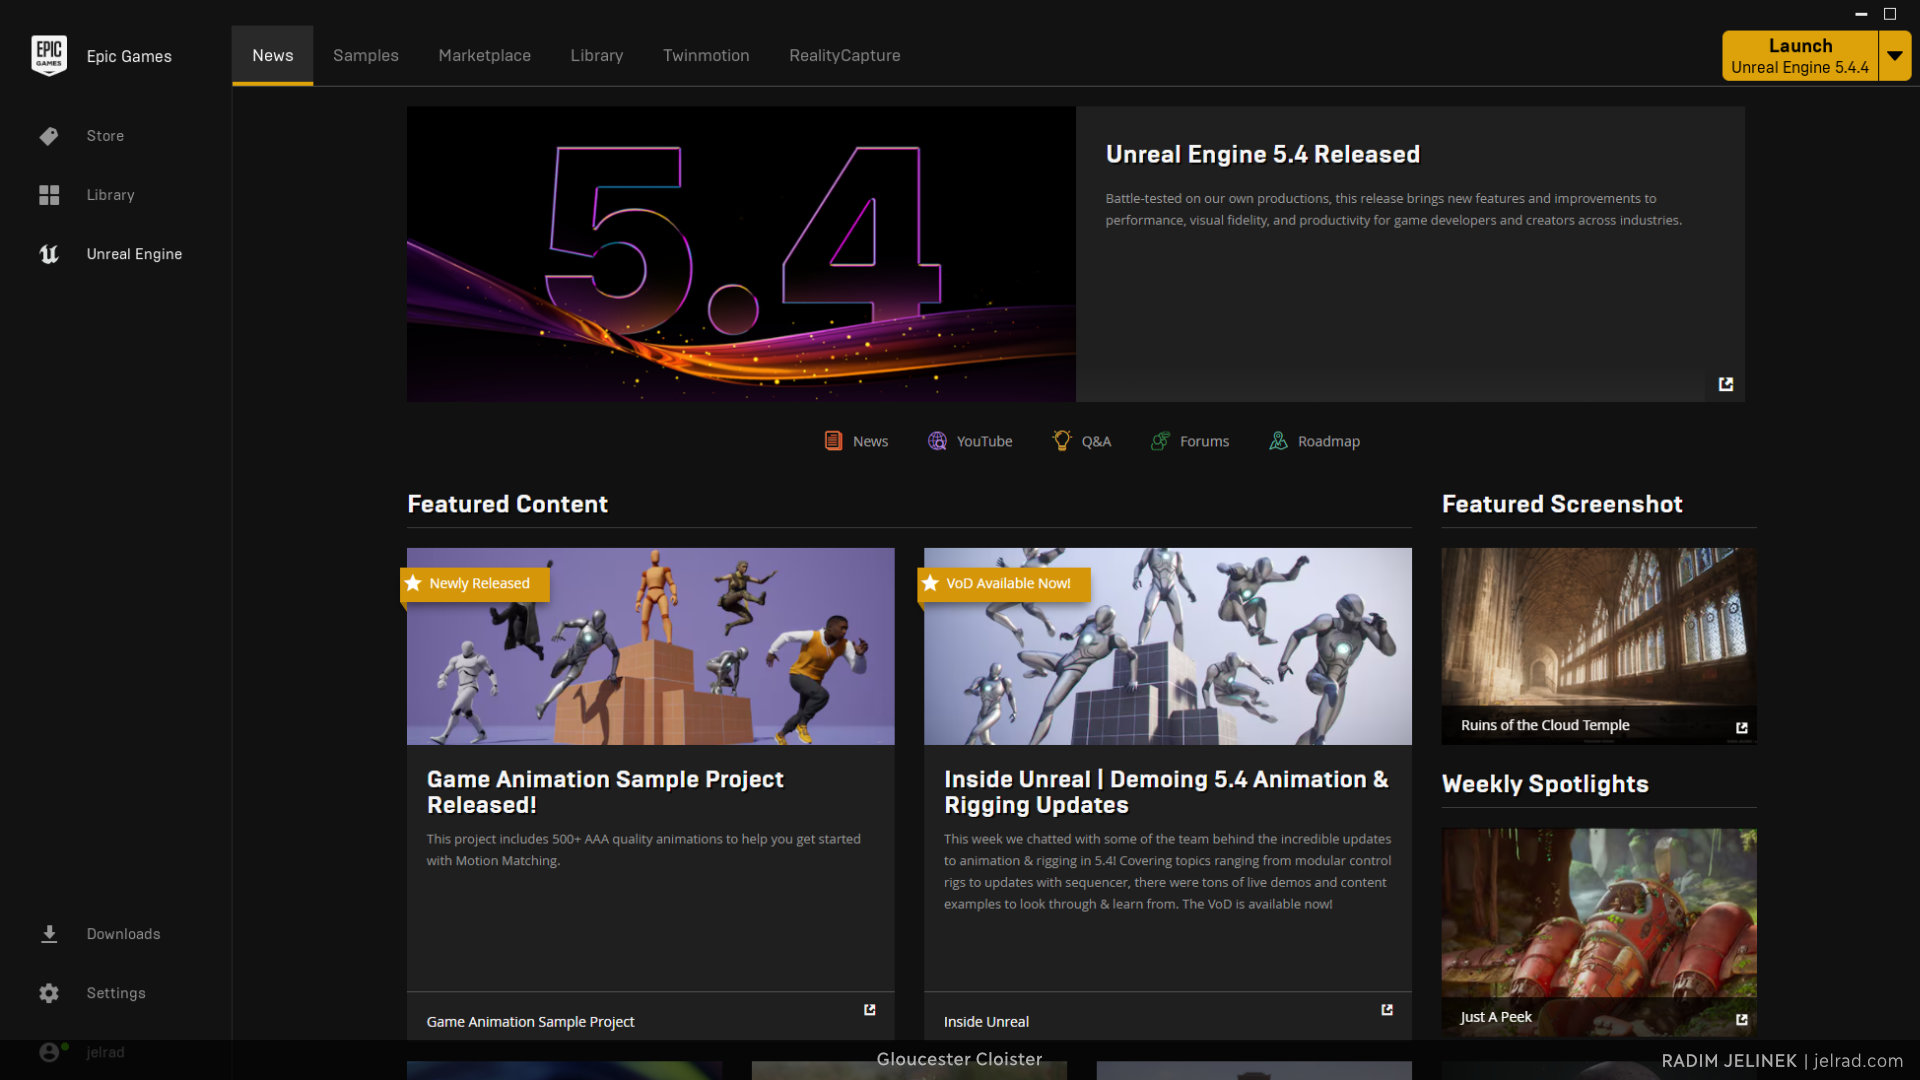 EPIC
GAMES
Epic Games
News
Samples
Marketplace
Library
Twinmotion
RealityCapture
Launch
Unreal Engine 5.4.4
Store
Library
Unreal Engine
5.4
Unreal Engine 5.4 Released
Battle-tested on our own productions, this release brings new features and improvements to
performance, visual fidelity, and productivity for game developers and creators across industries.
News
YouTube
Q&A
Forums
Roadmap
Featured Content
Newly Released
Game Animation Sample Project
Released!
This project includes 500+ AAA quality animations to help you get started
with Motion Matching.
Game Animation Sample Project
VoD Available Now!
Inside Unreal | Demoing 5.4 Animation &
Rigging Updates
This week we chatted with some of the team behind the incredible updates
to animation & rigging in 5.4! Covering topics ranging from modular control
rigs to updates with sequencer, there were tons of live demos and content
examples to look through & learn from. The VoD is available now!
Inside Unreal
Featured Screenshot
Ruins of the Cloud Temple
Weekly Spotlights
Just A Peek
Downloads
Settings
jelrad
Gloucester Cloister
RADIM JELINEK | jelrad.com